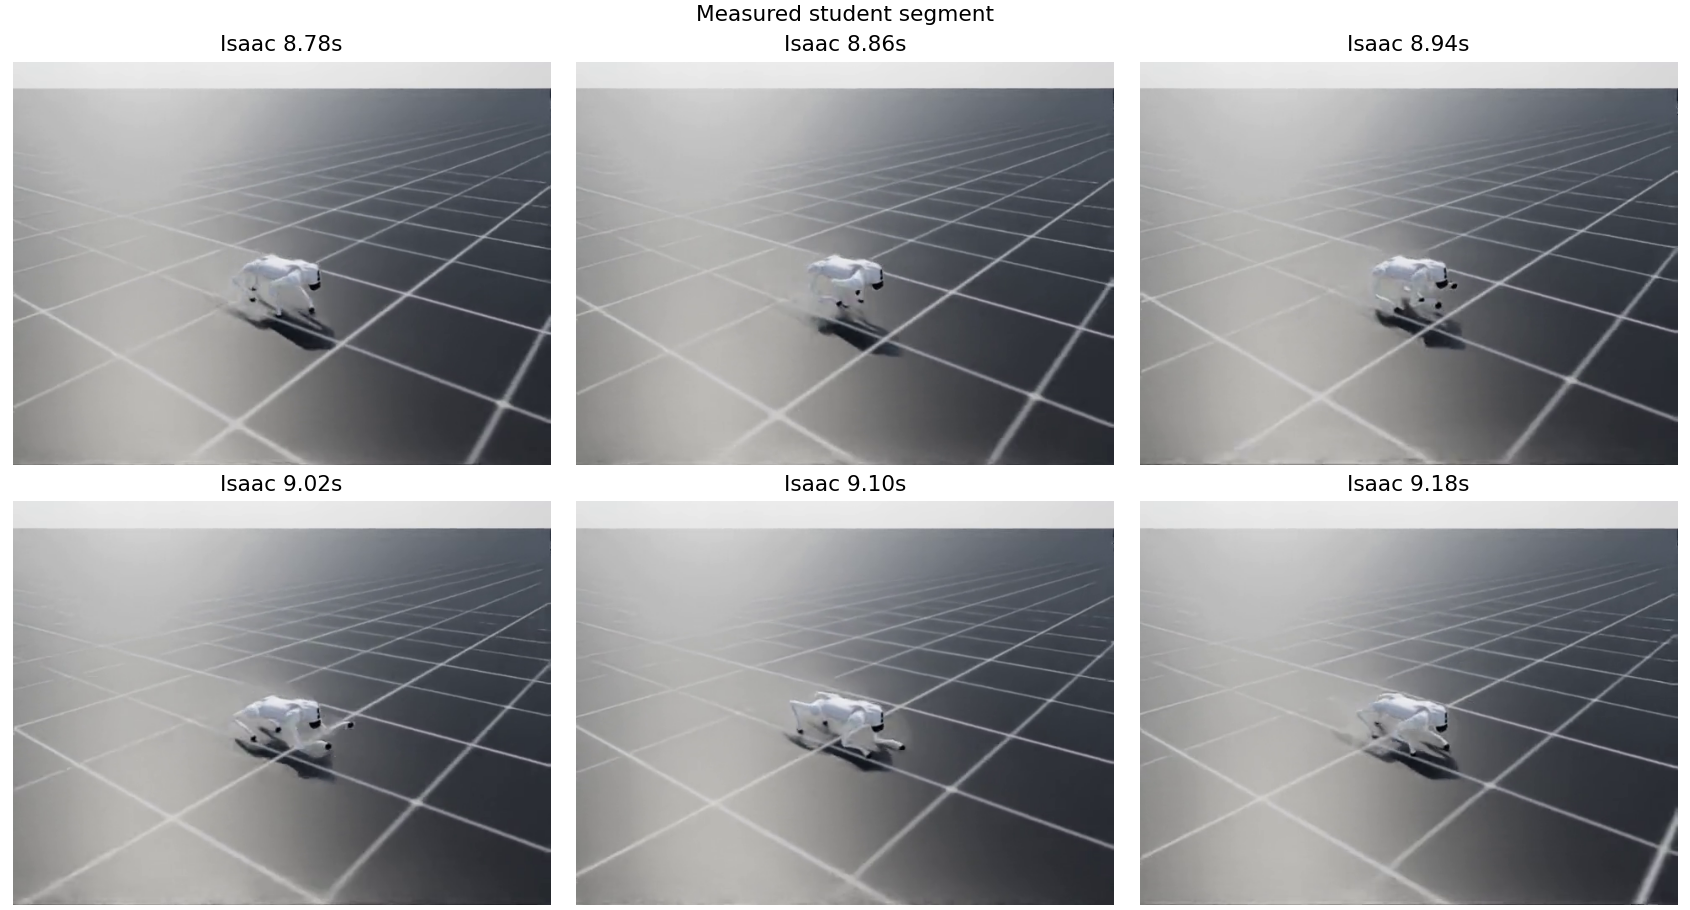 Measured student segment
Isaac 8.78s
Isaac 8.86s
Isaac 8.94s
Isaac 9.02s
Isaac 9.10s
Isaac 9.18s